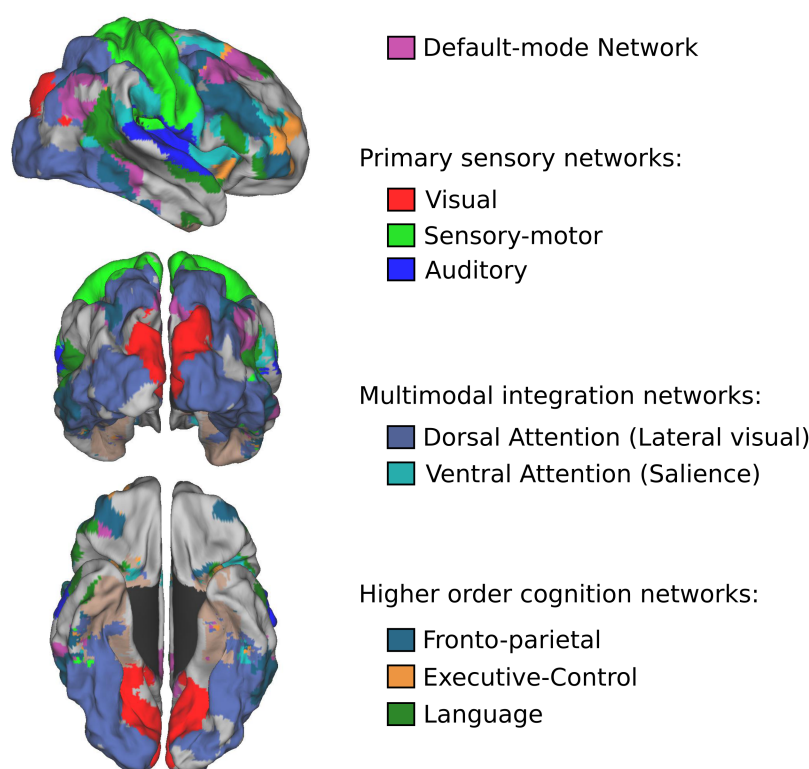 Default-mode Network
Primary sensory networks:
Visual
Sensory-motor
Auditory
Multimodal integration networks:
Dorsal Attention (Lateral visual)
Ventral Attention (Salience)
Higher order cognition networks:
Fronto-parietal
Executive-Control
Language